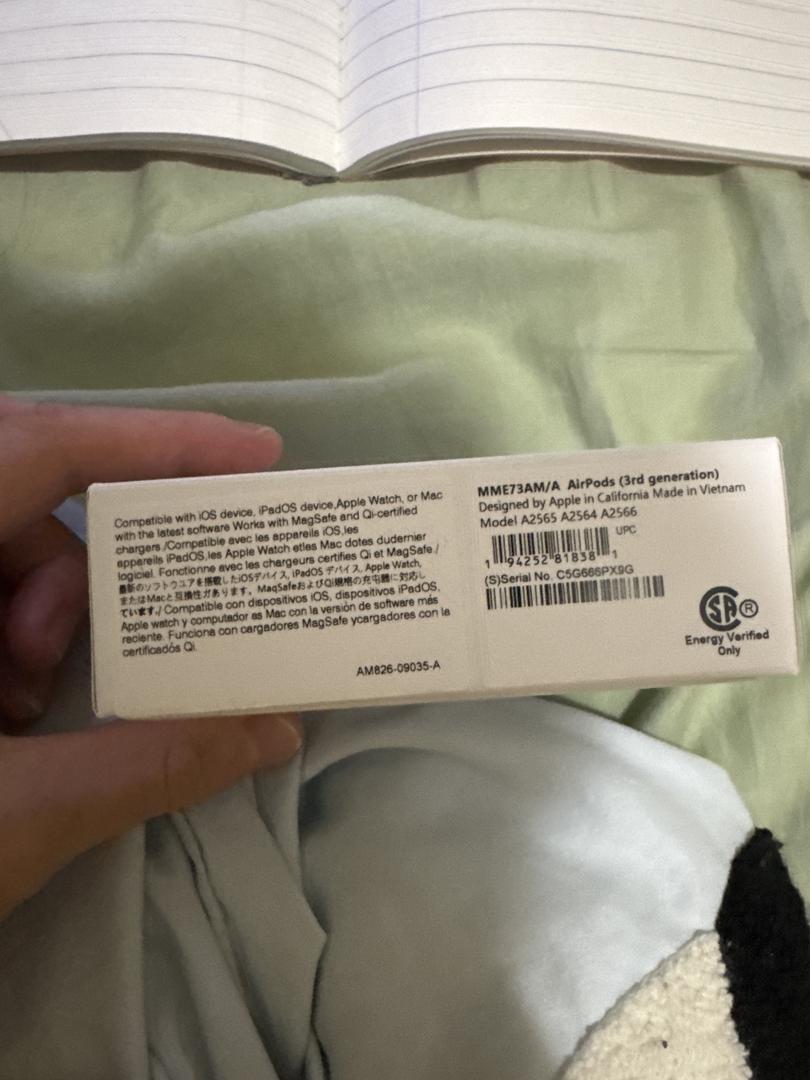 Compatible with iOS device, iPadOS device,Apple Watch, or Mac
with the latest software Works with MagSafe and Qi-certified
chargers./Compatible avec les appareils iOS,les
appareils iPadOS,les Apple Watch etles Mac dotes dudernier
logiciel. Fonctionne avec les chargeurs certifies Qi et MagSafe./
最新のソフトウユアを搭載したiOSデバイス, iPadOS デバイス, Apple Watch,
またはMacと互換性があります。MaqSafeおよびQi規格の充電器に対応し
ています./ Compatible con dispositivos iOS, dispositivos iPadOS,
Apple watch y computador as Mac con la versión de software más
reciente. Funciona con cargadores MagSafe ycargadores con la
certificadós Qi.
AM826-09035-A
MME73AM/A AirPods (3rd generation)
Designed by Apple in California Made in Vietnam
Model A2565 A2564 A2566
UPC
1 94252 81838 1
(S)Serial No. C5G666PX9G
SA ®
Energy Verified
Only